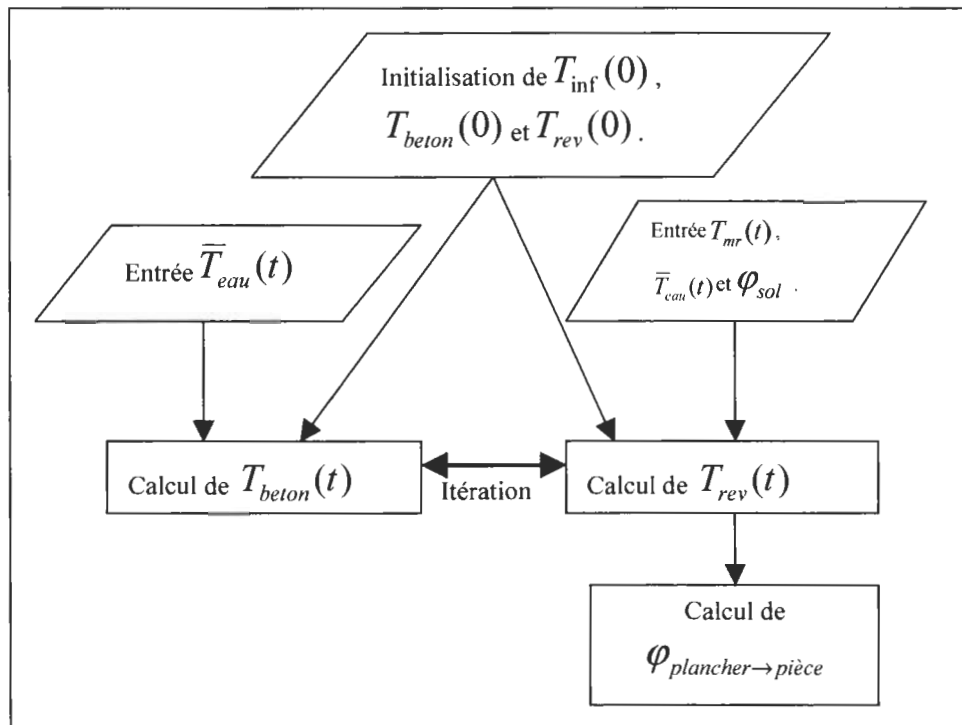 Initialisation de T_inf(0),
T_beton(0) et T_rev(0).
Entrée T̅_eau(t)
Entrée T_mr(t),
T̅_eau(t) et φ_sol .
Calcul de T_beton(t)
Itération
Calcul de T_rev(t)
Calcul de
φ_plancher→pièce